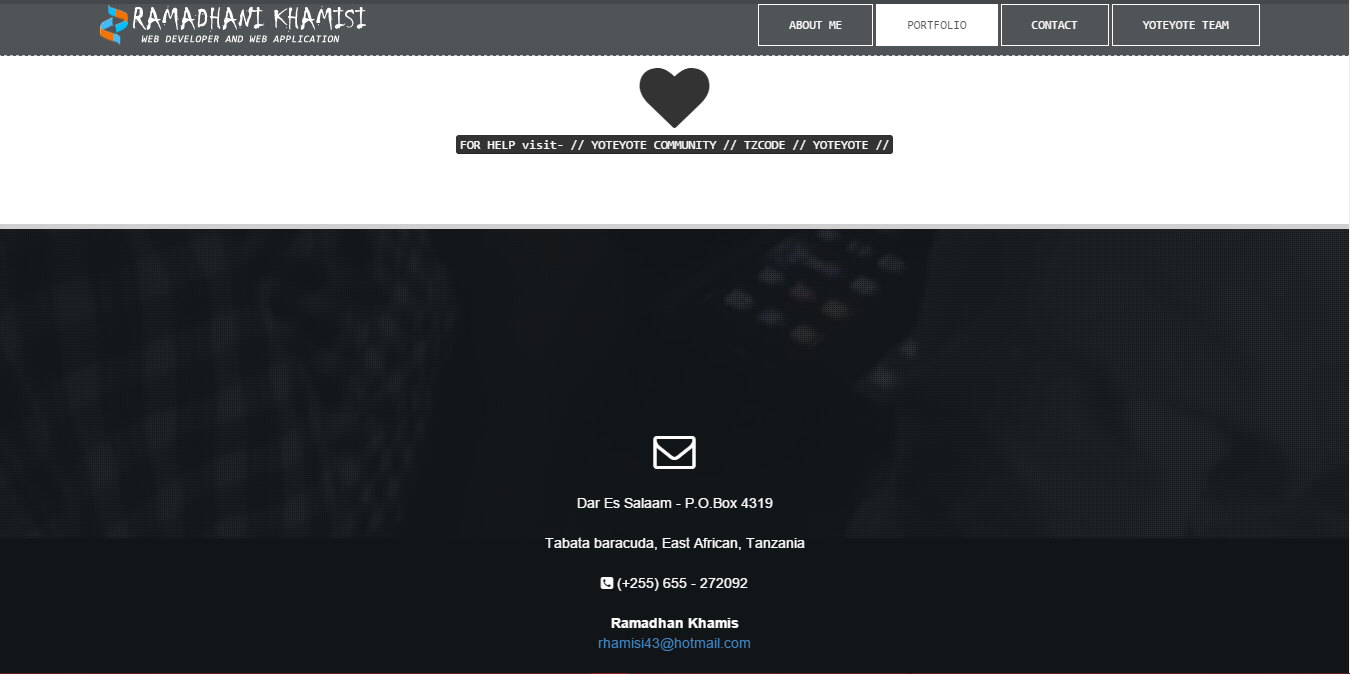 RAMADHANI KHAMISI
WEB DEVELOPER AND WEB APPLICATION
ABOUT ME
PORTFOLIO
CONTACT
YOTEYOTE TEAM
FOR HELP visit- // YOTEYOTE COMMUNITY // TZCODE // YOTEYOTE //
Dar Es Salaam - P.O.Box 4319
Tabata baracuda, East African, Tanzania
(+255) 655 - 272092
Ramadhan Khamis
rhamisi43@hotmail.com